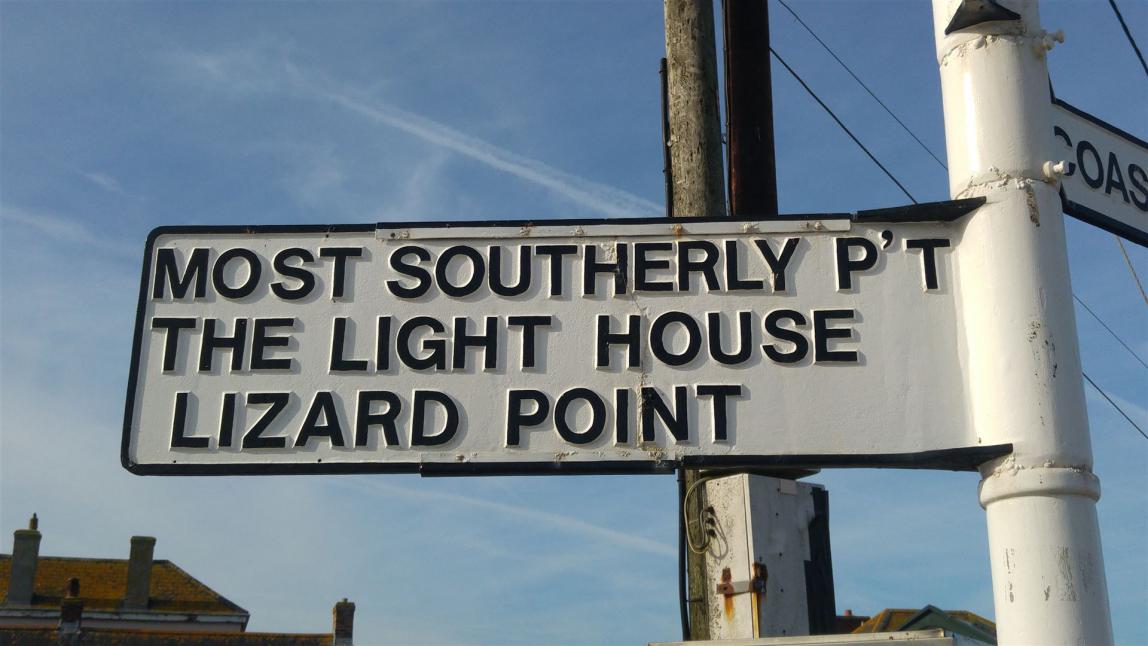 MOST SOUTHERLY P'T
THE LIGHT HOUSE
LIZARD POINT
COAS